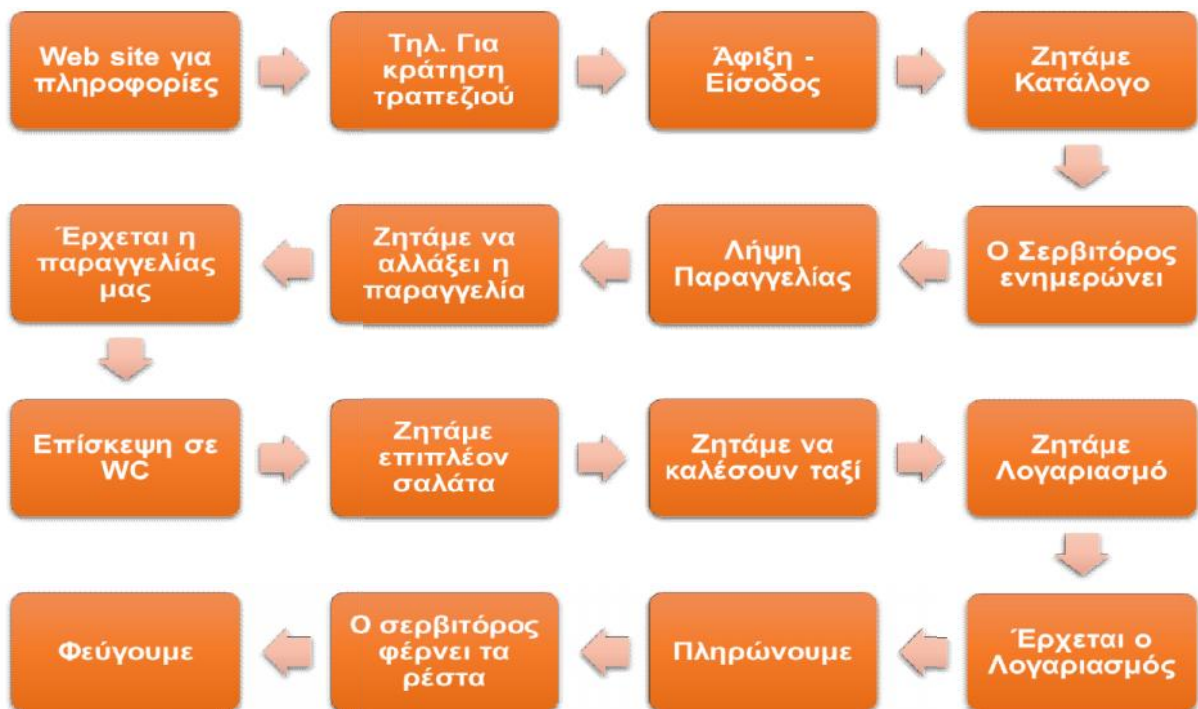 Web site για
πληροφορίες
Τηλ. Για
κράτηση
τραπεζιού
Άφιξη -
Είσοδος
Ζητάμε
Κατάλογο
Ο Σερβιτόρος
ενημερώνει
Λήψη
Παραγγελίας
Ζητάμε να
αλλάξει η
παραγγελία
Έρχεται η
παραγγελίας
μας
Επίσκεψη σε
WC
Ζητάμε
επιπλέον
σαλάτα
Ζητάμε να
καλέσουν ταξί
Ζητάμε
Λογαριασμό
Έρχεται ο
Λογαριασμός
Πληρώνουμε
Ο σερβιτόρος
φέρνει τα
ρέστα
Φεύγουμε